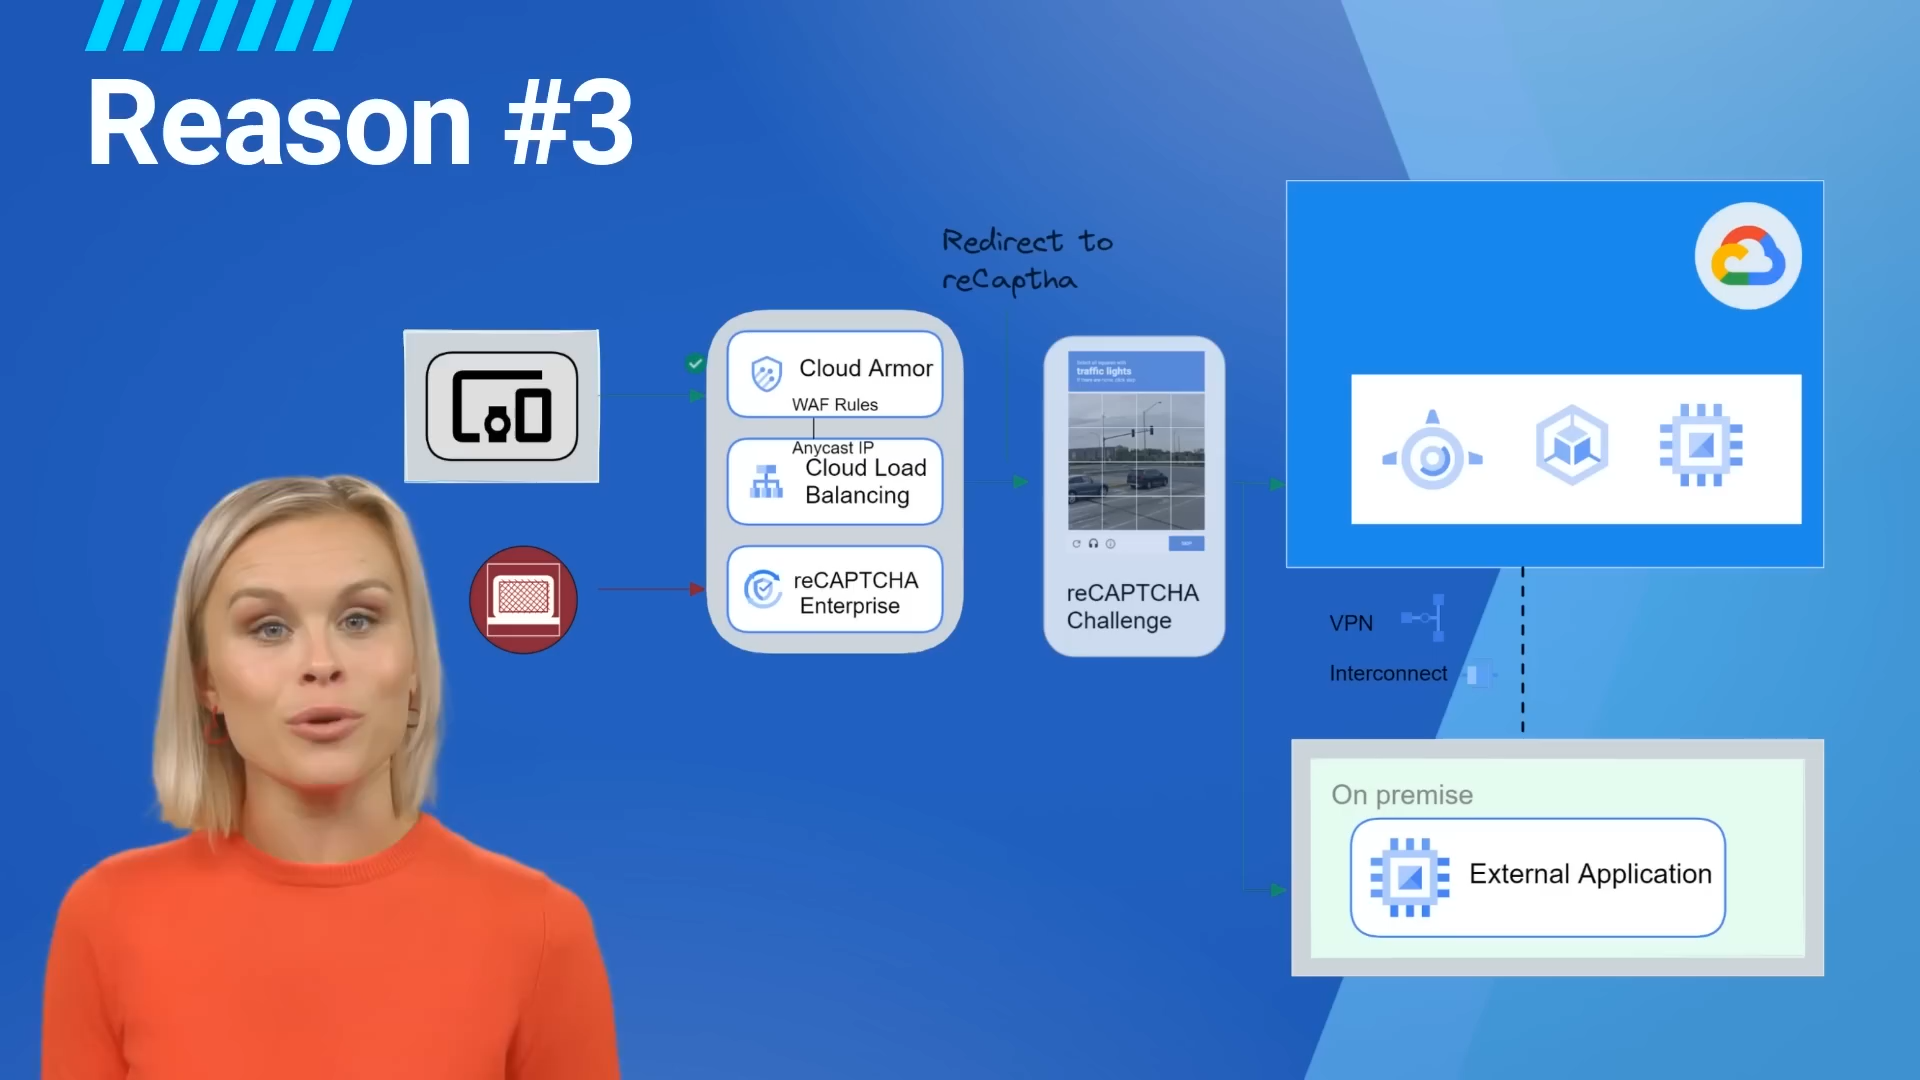 Reason #3
Redirect to
reCaptha
Cloud Armor
WAF Rules
Anycast IP
Cloud Load
Balancing
reCAPTCHA
Enterprise
traffic lights
reCAPTCHA
Challenge
VPN
Interconnect
On premise
External Application